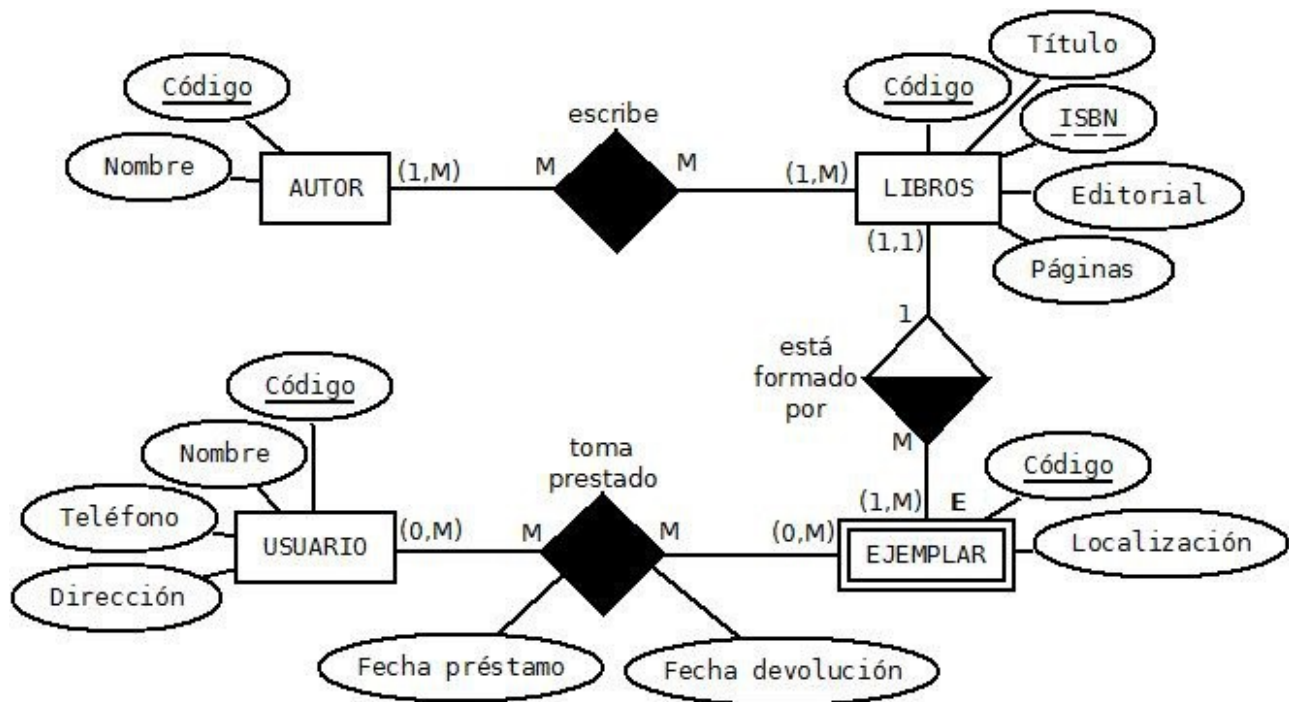 Título
Código
Código
escribe
ISBN
Nombre
AUTOR
(1,M)
M
M
(1,M)
LIBROS
Editorial
(1,1)
Páginas
1
está
formado
por
Código
Nombre
M
toma
prestado
Código
Teléfono
(1,M)
E
USUARIO
(0,M)
M
M
(0,M)
EJEMPLAR
Localización
Dirección
Fecha préstamo
Fecha devolución